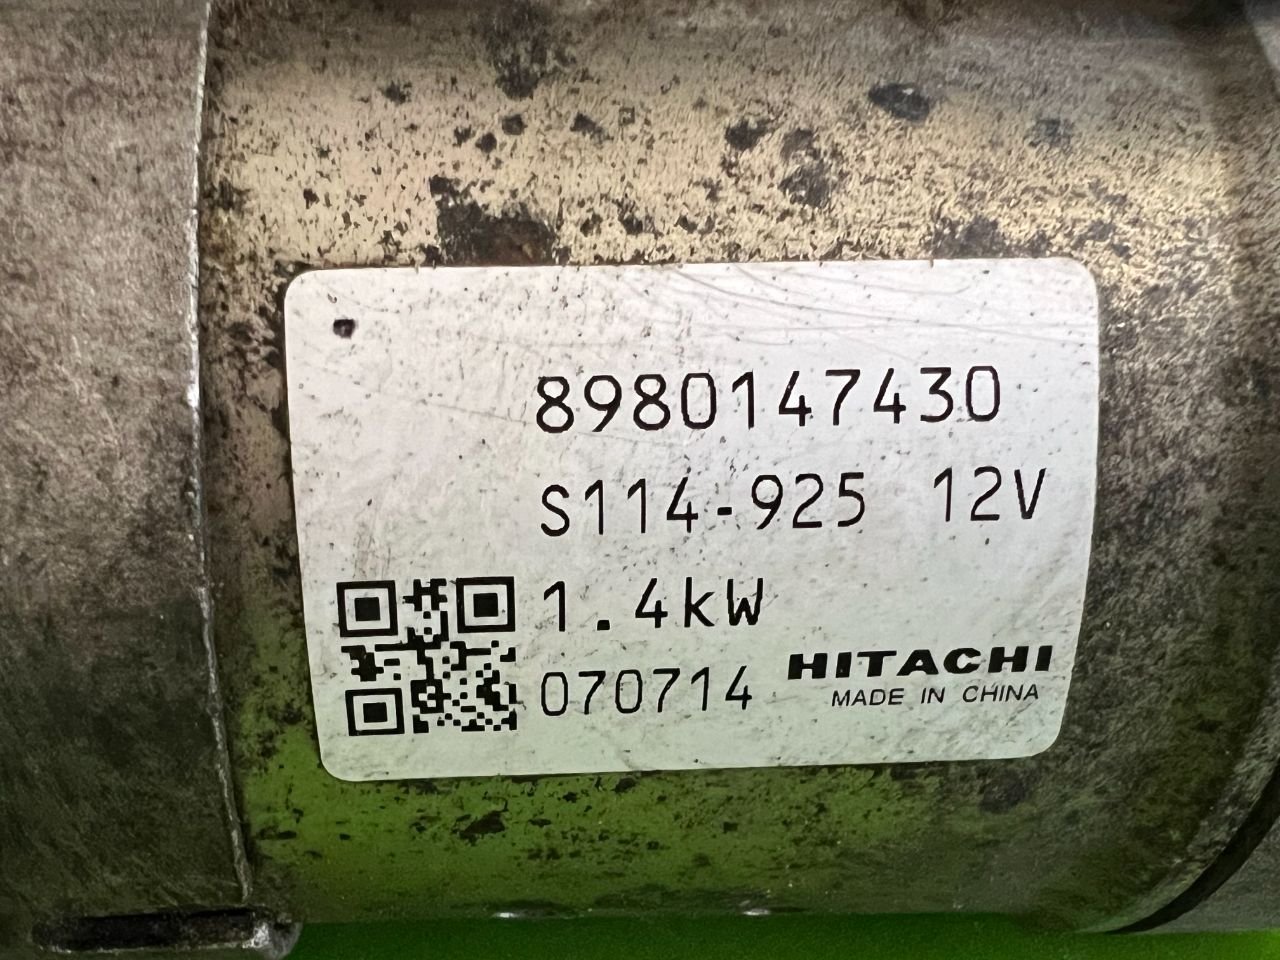 8980147430
S114-925 12V
1.4kW
070714
HITACHI
MADE IN CHINA